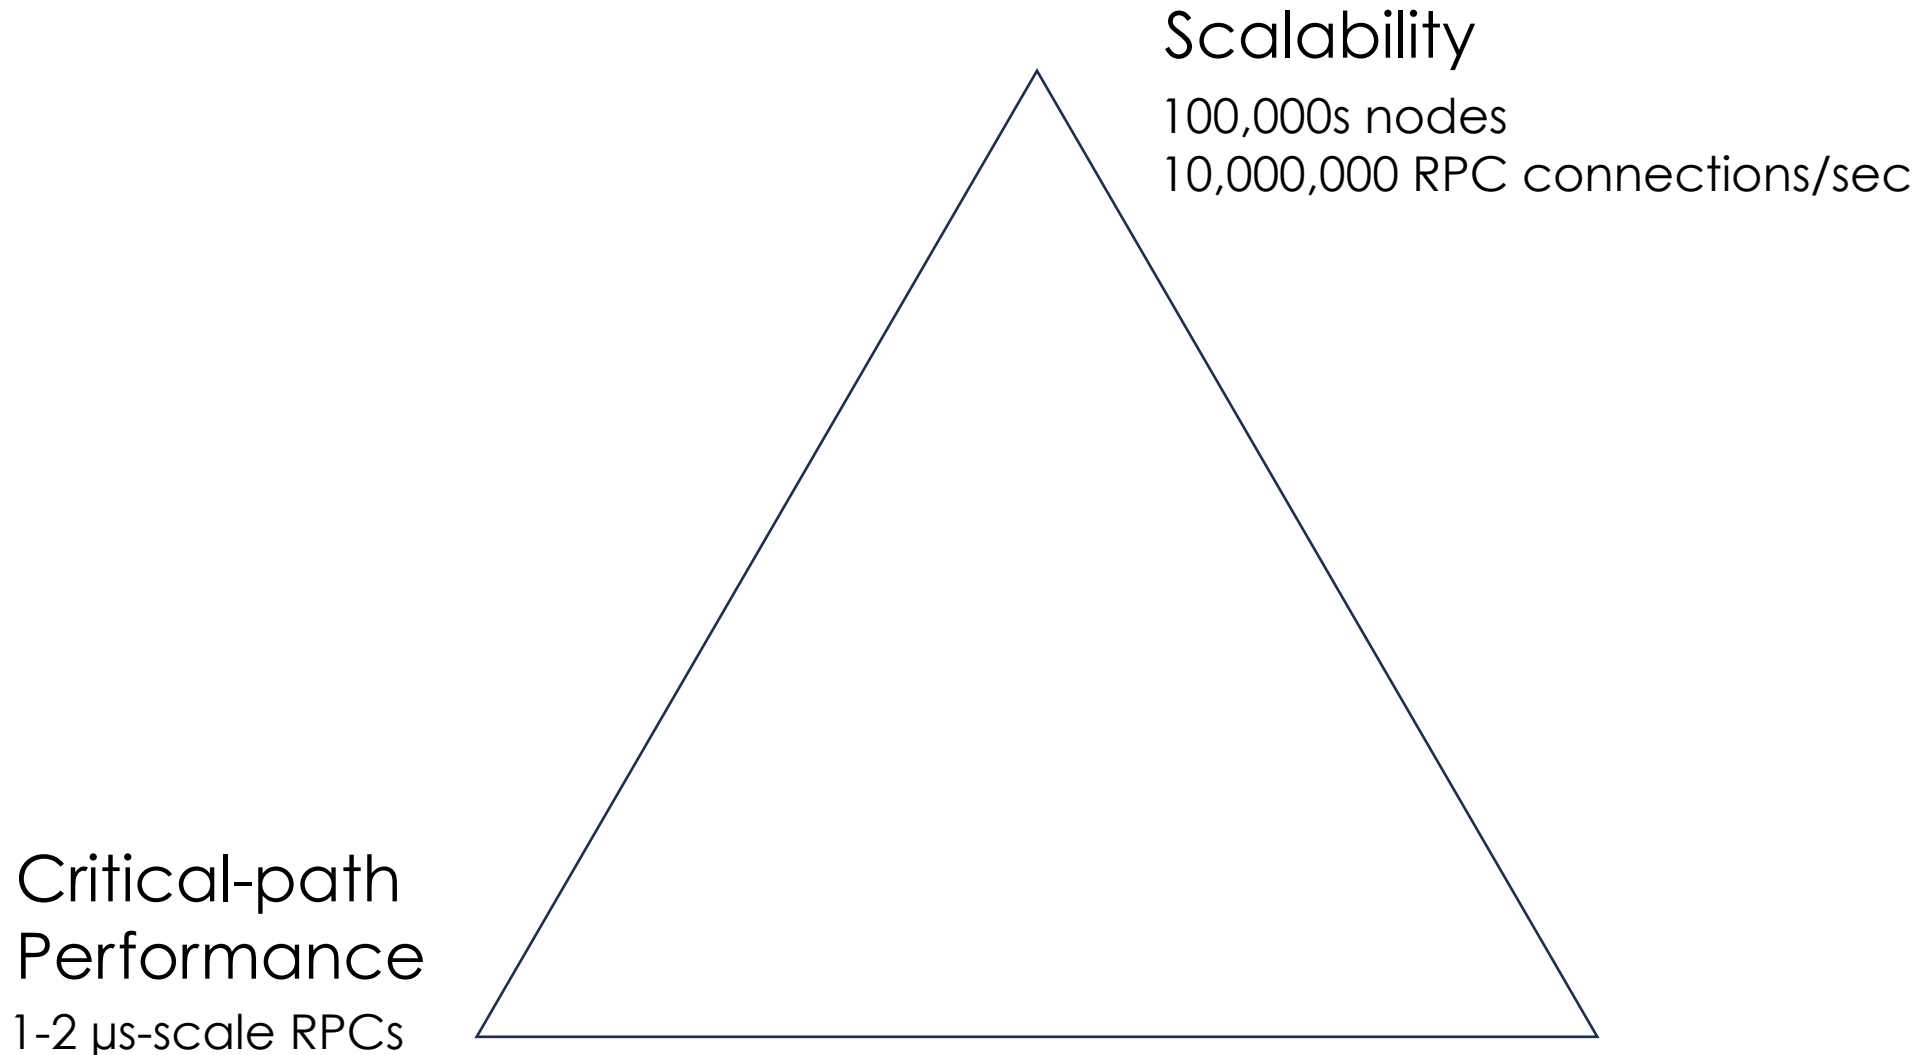 Scalability
100,000s nodes
10,000,000 RPC connections/sec
Critical-path
Performance
1-2 µs-scale RPCs